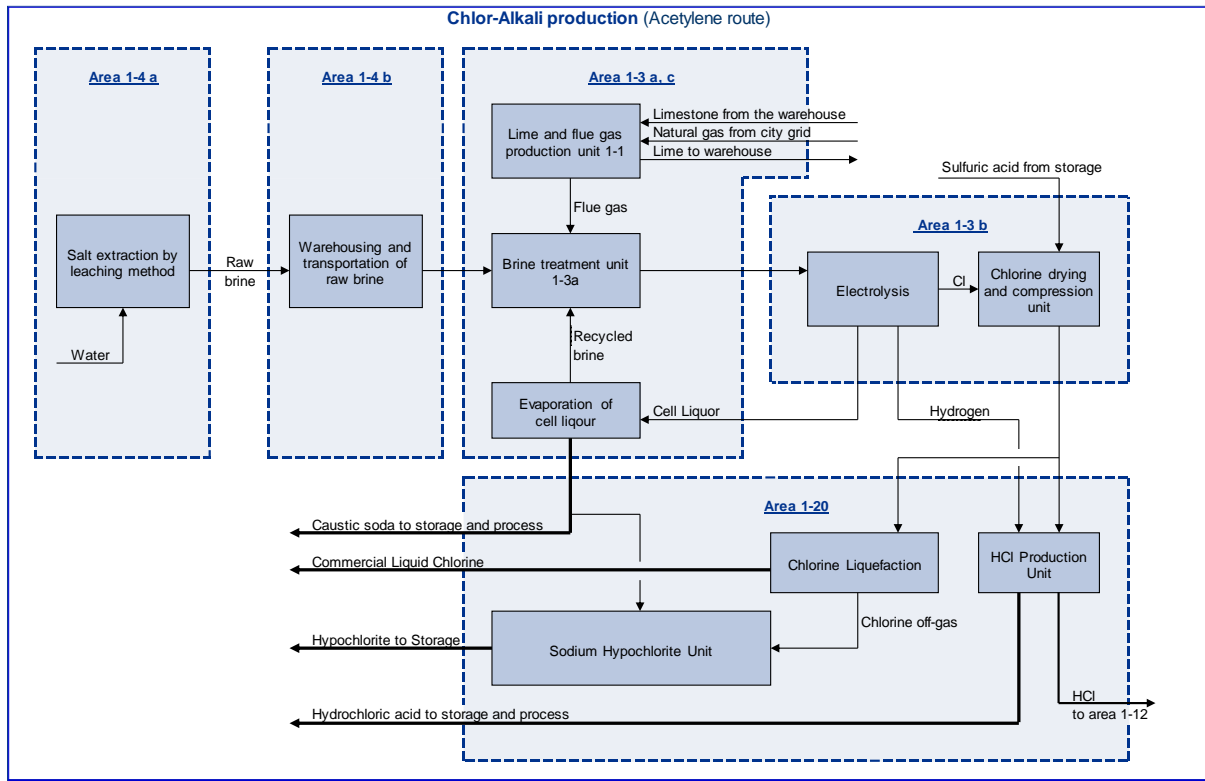 Chlor-Alkali production (Acetylene route)
Area 1-4 a
Area 1-4 b
Area 1-3 a, c
Lime and flue gas
production unit 1-1
Limestone from the warehouse
Natural gas from city grid
Lime to warehouse
Sulfuric acid from storage
Flue gas
Area 1-3 b
Salt extraction by
leaching method
Raw
brine
Warehousing and
transportation of
raw brine
Brine treatment unit
1-3a
Electrolysis
Cl
Chlorine drying
and compression
unit
Water
Recycled
brine
Evaporation of
cell liqour
Cell Liquor
Hydrogen
Area 1-20
Caustic soda to storage and process
Commercial Liquid Chlorine
Chlorine Liquefaction
HCl Production
Unit
Chlorine off-gas
Hypochlorite to Storage
Sodium Hypochlorite Unit
Hydrochloric acid to storage and process
HCl
to area 1-12